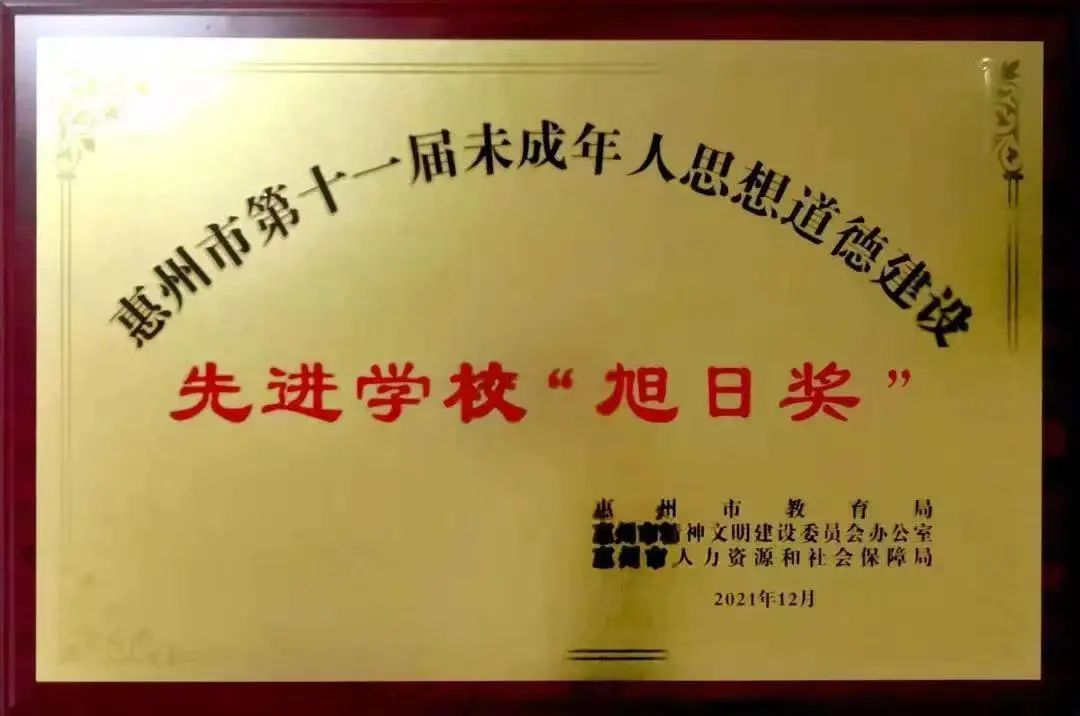 惠州市第十一届未成年人思想道德建设
先进学校“旭日奖”
惠州市教育局
惠州市精神文明建设委员会办公室
惠州市人力资源和社会保障局
2021年12月